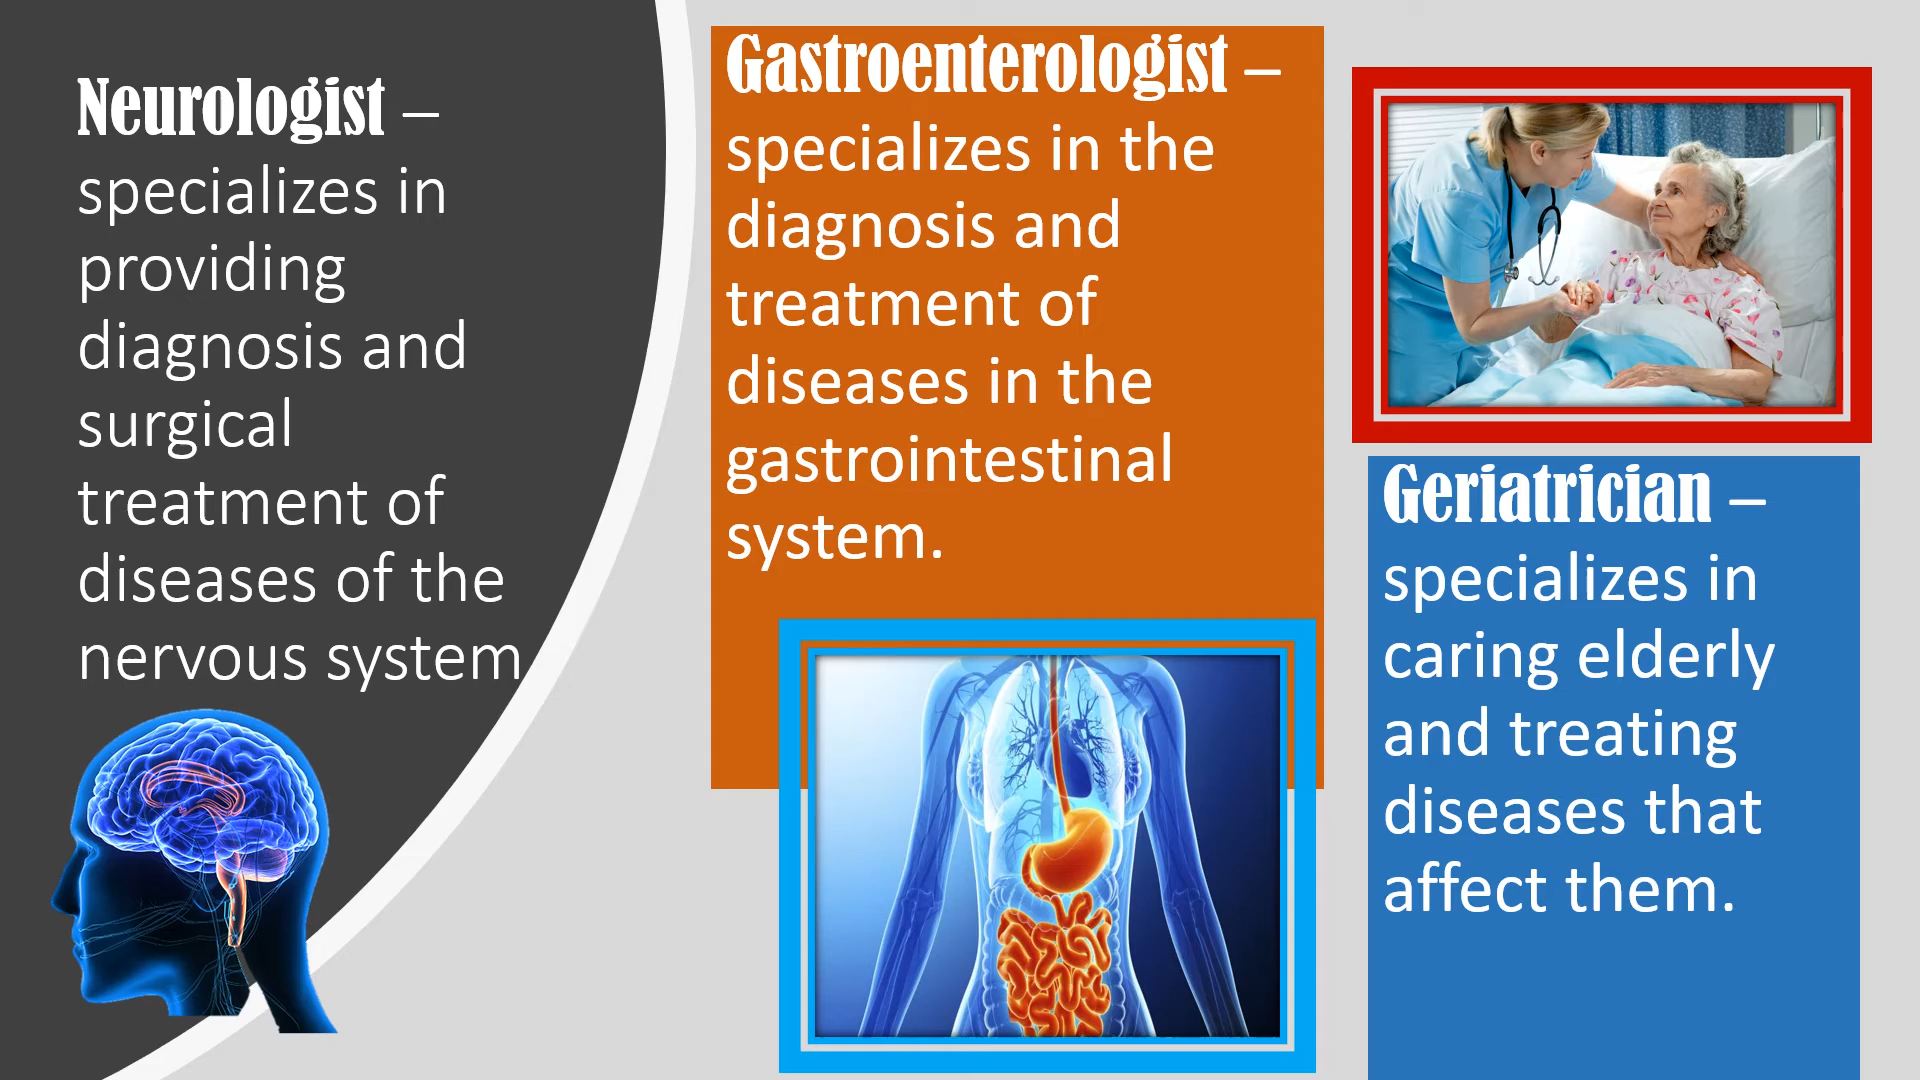 Neurologist –
specializes in
providing
diagnosis and
surgical
treatment of
diseases of the
nervous system
Gastroenterologist –
specializes in the
diagnosis and
treatment of
diseases in the
gastrointestinal
system.
Geriatrician –
specializes in
caring elderly
and treating
diseases that
affect them.